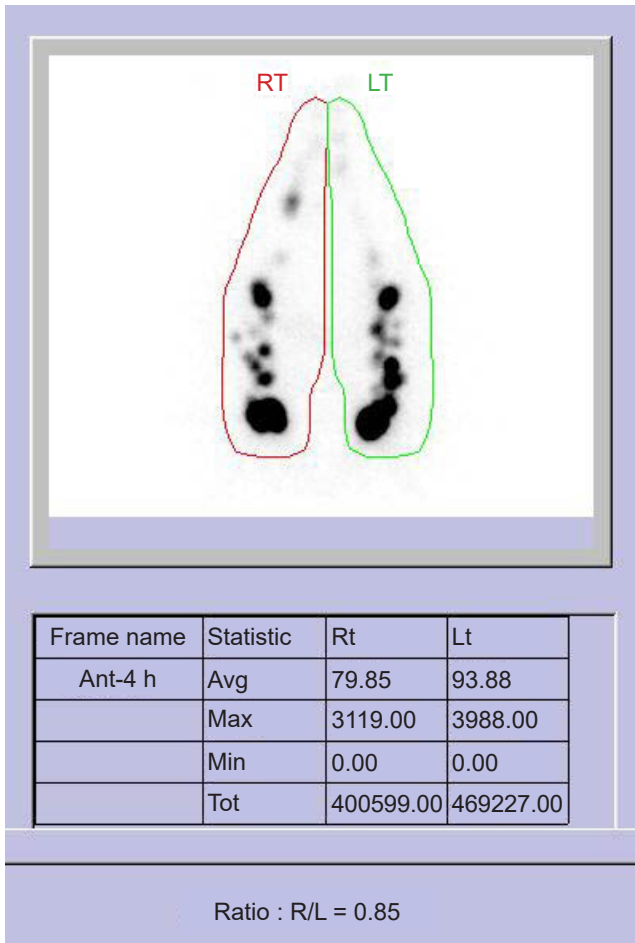 RT LT
Frame name Statistic Rt Lt
Ant-4 h Avg 79.85 93.88
Max 3119.00 3988.00
Min 0.00 0.00
Tot 400599.00 469227.00
Ratio : R/L = 0.85